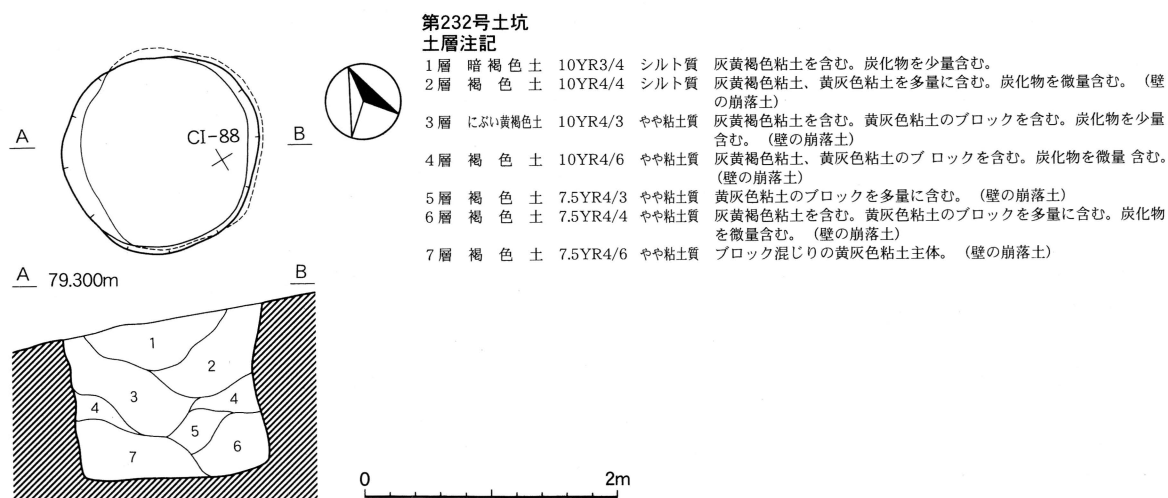 第232号土坑
土層注記
1層 暗褐色土 10YR3/4 シルト質 灰黄褐色粘土を含む。炭化物を少量含む。
2層 褐色土 10YR4/4 シルト質 灰黄褐色粘土、黄灰色粘土を多量に含む。炭化物を微量含む。（壁
の崩落土）
3層 にぶい黄褐色土 10YR4/3 やや粘土質 灰黄褐色粘土を含む。黄灰色粘土のブロックを含む。炭化物を少量
含む。（壁の崩落土）
4層 褐色土 10YR4/6 やや粘土質 灰黄褐色粘土、黄灰色粘土のブロックを含む。炭化物を微量含む。
（壁の崩落土）
5層 褐色土 7.5YR4/3 やや粘土質 黄灰色粘土のブロックを多量に含む。（壁の崩落土）
6層 褐色土 7.5YR4/4 やや粘土質 灰黄褐色粘土を含む。黄灰色粘土のブロックを多量に含む。炭化物
を微量含む。（壁の崩落土）
7層 褐色土 7.5YR4/6 やや粘土質 ブロック混じりの黄灰色粘土主体。（壁の崩落土）
A
CI-88
B
A 79.300m
B
1
2
3
4
4
5
6
7
0
2m